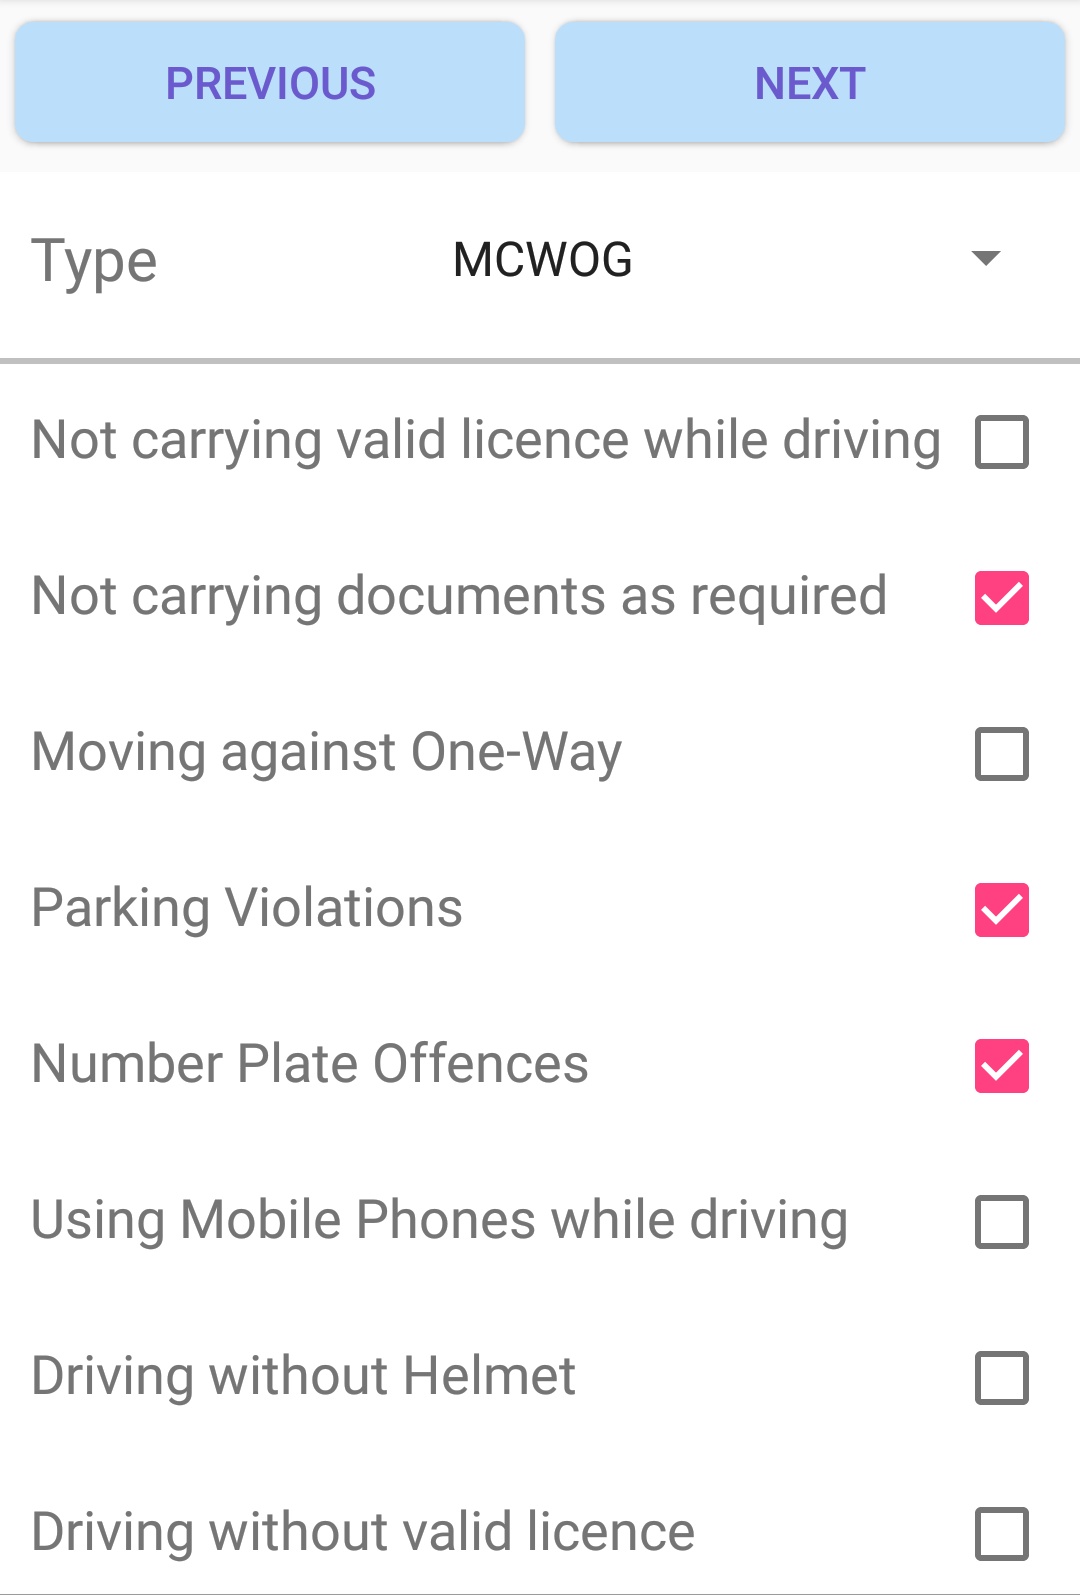 PREVIOUS NEXT
Type MCWOG
Not carrying valid licence while driving
Not carrying documents as required
Moving against One-Way
Parking Violations
Number Plate Offences
Using Mobile Phones while driving
Driving without Helmet
Driving without valid licence